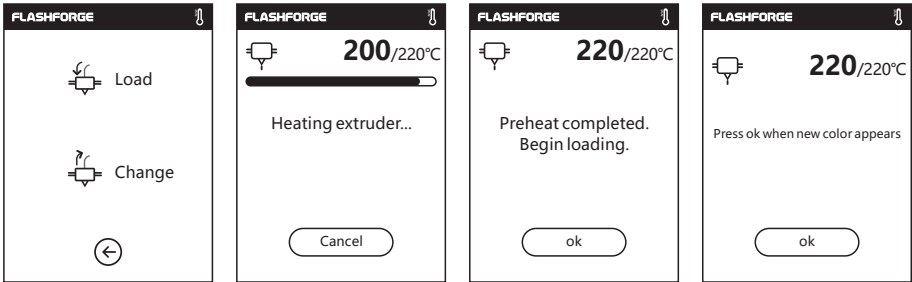 FLASHFORGE
Load
Change
FLASHFORGE
200/220℃
Heating extruder...
Cancel
FLASHFORGE
220/220℃
Preheat completed.
Begin loading.
ok
FLASHFORGE
220/220℃
Press ok when new color appears
ok